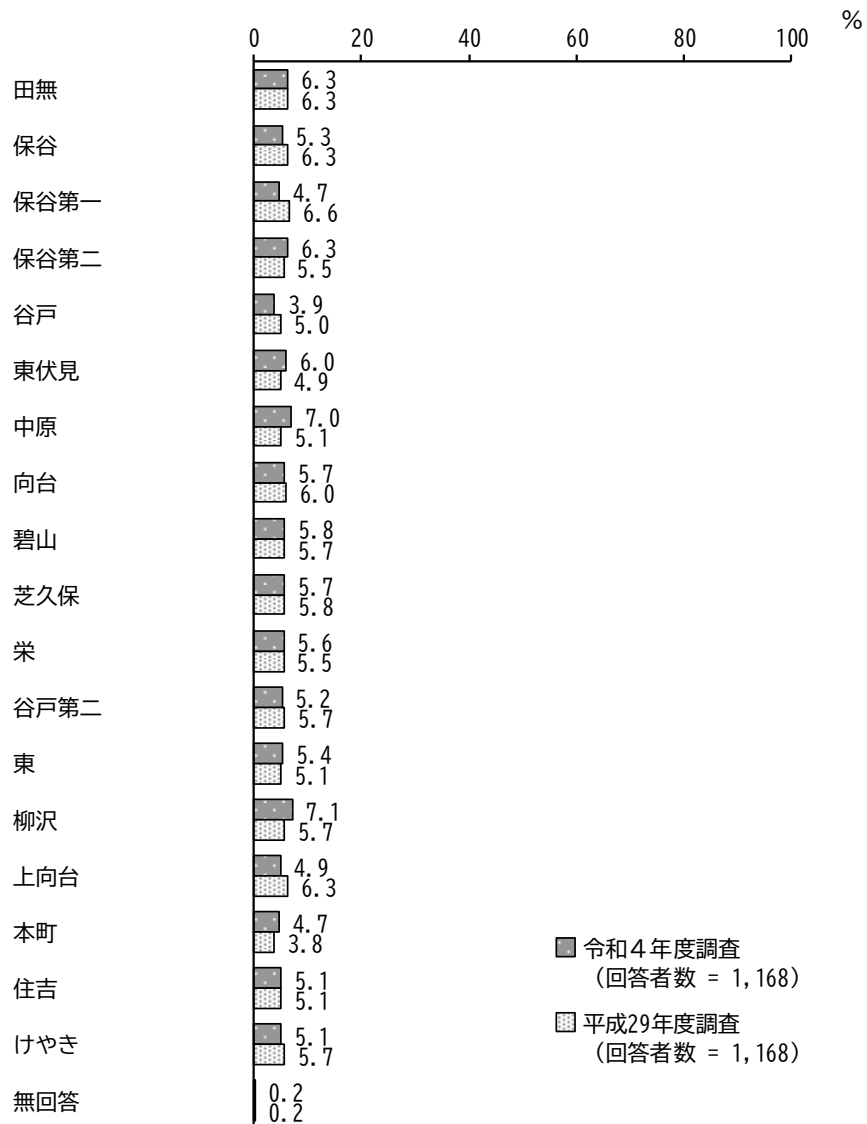 %
0 20 40 60 80 100
田無 6.3
6.3
保谷 5.3
6.3
保谷第一 4.7
6.6
保谷第二 6.3
5.5
谷戸 3.9
5.0
東伏見 6.0
4.9
中原 7.0
5.1
向台 5.7
6.0
碧山 5.8
5.7
芝久保 5.7
5.8
栄 5.6
5.5
谷戸第二 5.2
5.7
東 5.4
5.1
柳沢 7.1
5.7
上向台 4.9
6.3
本町 4.7
3.8
住吉 5.1
5.1
けやき 5.1
5.7
無回答 0.2
0.2
令和４年度調査
（回答者数 = 1,168）
平成29年度調査
（回答者数 = 1,168）